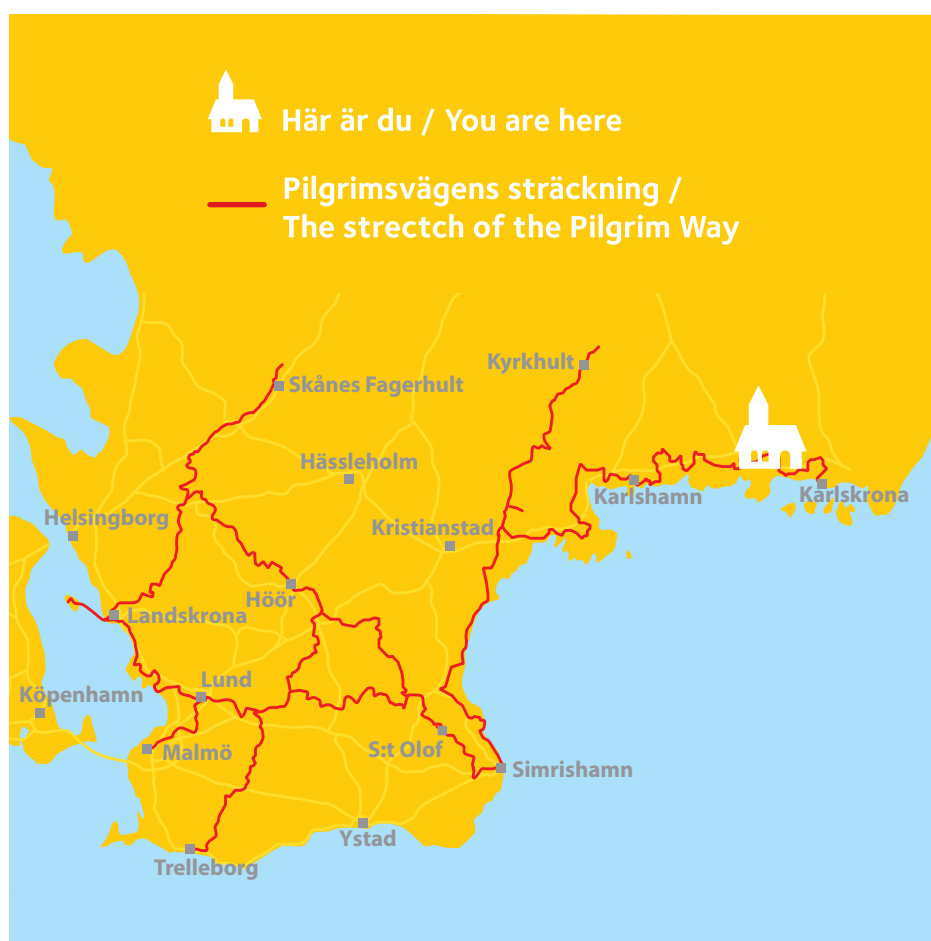 Här är du / You are here
Pilgrimsvägens sträckning /
The strectch of the Pilgrim Way
Kyrkhult
Skånes Fagerhult
Hässleholm
Karlshamn
Karlskrona
Helsingborg
Kristianstad
Höör
Landskrona
Lund
Köpenhamn
Malmö
S:t Olof
Simrishamn
Ystad
Trelleborg